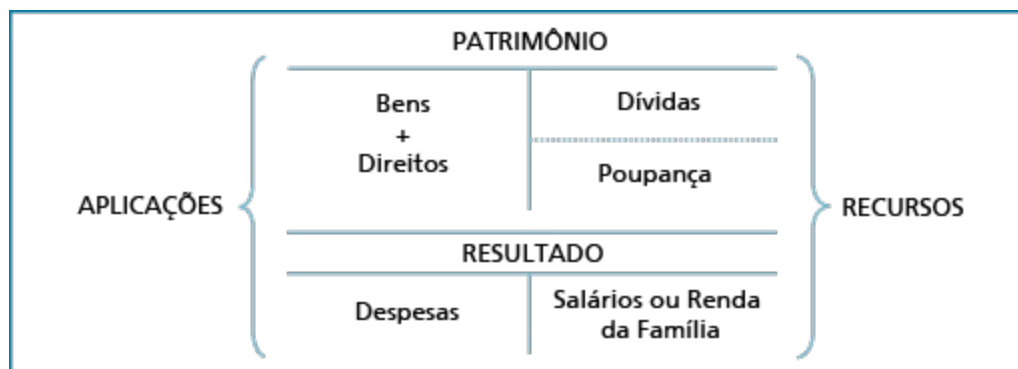 PATRIMÔNIO
Bens
+
Direitos
Dívidas
Poupança
APLICAÇÕES
RECURSOS
RESULTADO
Despesas
Salários ou Renda
da Família